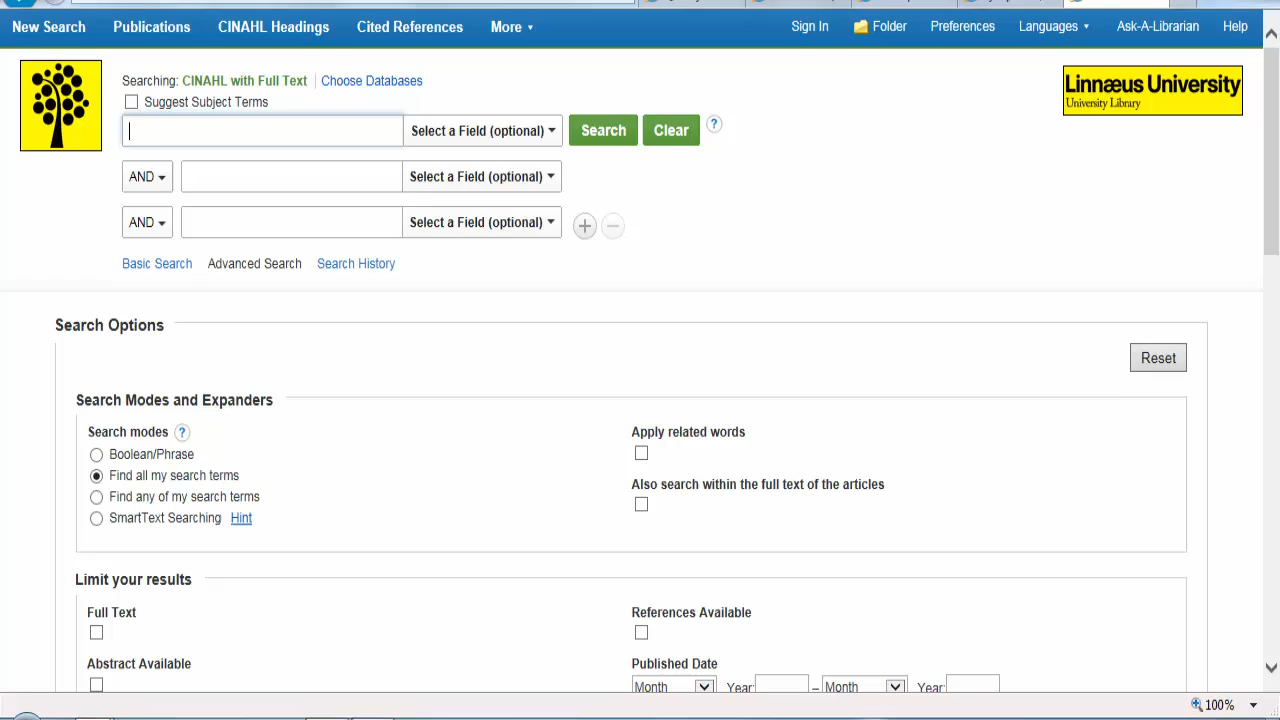 New Search Publications CINAHL Headings Cited References More Sign In Folder Preferences Languages Ask-A-Librarian Help
Searching: CINAHL with Full Text Choose Databases
Suggest Subject Terms
Linnæus University
University Library
Select a Field (optional) Search Clear ?
AND Select a Field (optional)
AND Select a Field (optional)
Basic Search Advanced Search Search History
Search Options
Reset
Search Modes and Expanders
Search modes ?
Boolean/Phrase
Find all my search terms
Find any of my search terms
SmartText Searching Hint
Apply related words
Also search within the full text of the articles
Limit your results
Full Text
References Available
Abstract Available
Published Date
Month Year: – Month Year:
100%